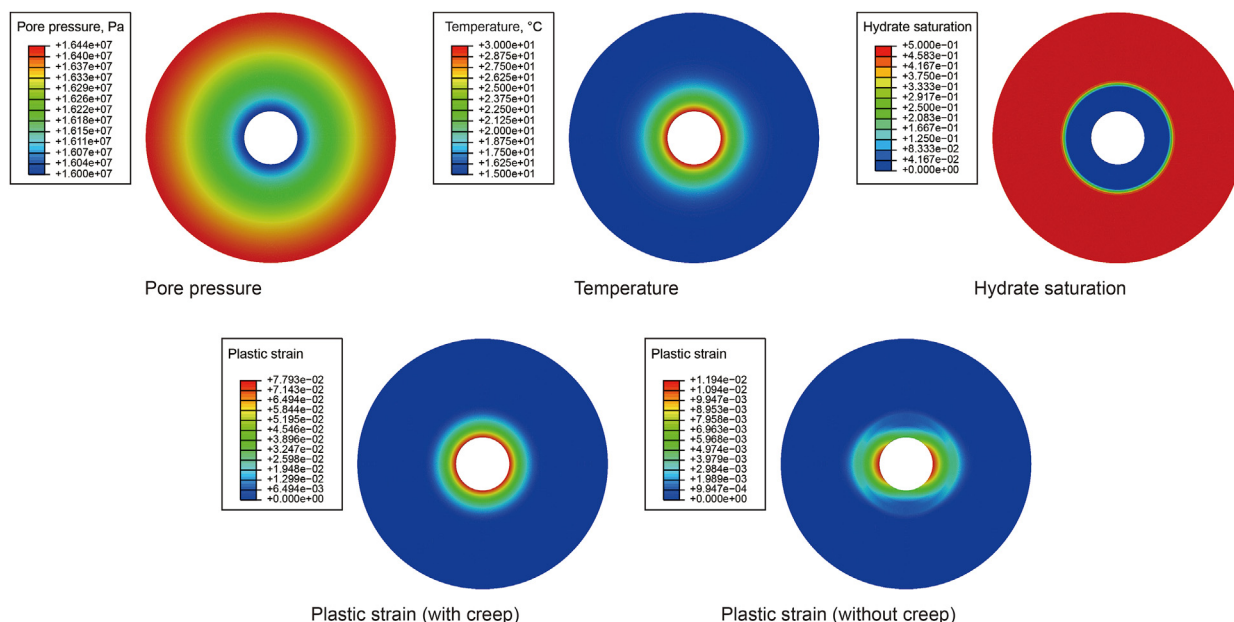 Pore pressure, Pa
+1.644e+07
+1.640e+07
+1.637e+07
+1.633e+07
+1.629e+07
+1.626e+07
+1.622e+07
+1.618e+07
+1.615e+07
+1.611e+07
+1.607e+07
+1.604e+07
+1.600e+07
Pore pressure
Temperature, °C
+3.000e+01
+2.875e+01
+2.750e+01
+2.625e+01
+2.500e+01
+2.375e+01
+2.250e+01
+2.125e+01
+2.000e+01
+1.875e+01
+1.750e+01
+1.625e+01
+1.500e+01
Temperature
Hydrate saturation
+5.000e−01
+4.583e−01
+4.167e−01
+3.750e−01
+3.333e−01
+2.917e−01
+2.500e−01
+2.083e−01
+1.667e−01
+1.250e−01
+8.333e−02
+4.167e−02
+0.000e+00
Hydrate saturation
Plastic strain
+7.793e−02
+7.143e−02
+6.494e−02
+5.844e−02
+5.195e−02
+4.546e−02
+3.896e−02
+3.247e−02
+2.598e−02
+1.948e−02
+1.299e−02
+6.494e−03
+0.000e+00
Plastic strain (with creep)
Plastic strain
+1.194e−02
+1.094e−02
+9.947e−03
+8.953e−03
+7.958e−03
+6.963e−03
+5.968e−03
+4.974e−03
+3.979e−03
+2.984e−03
+1.989e−03
+9.947e−04
+0.000e+00
Plastic strain (without creep)